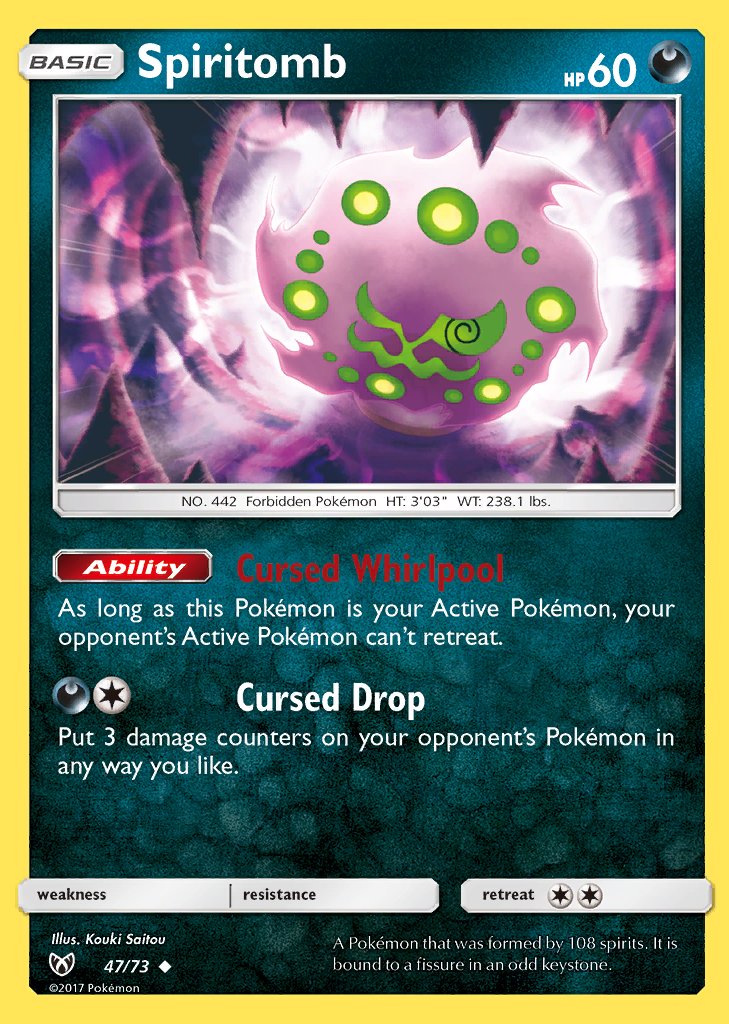 BASIC Spiritomb HP 60
NO. 442 Forbidden Pokémon HT: 3'03" WT: 238.1 lbs.
Ability Cursed Whirlpool
As long as this Pokémon is your Active Pokémon, your
opponent's Active Pokémon can't retreat.
Cursed Drop
Put 3 damage counters on your opponent's Pokémon in
any way you like.
weakness resistance retreat
Illus. Kouki Saitou
47/73
©2017 Pokémon
A Pokémon that was formed by 108 spirits. It is
bound to a fissure in an odd keystone.